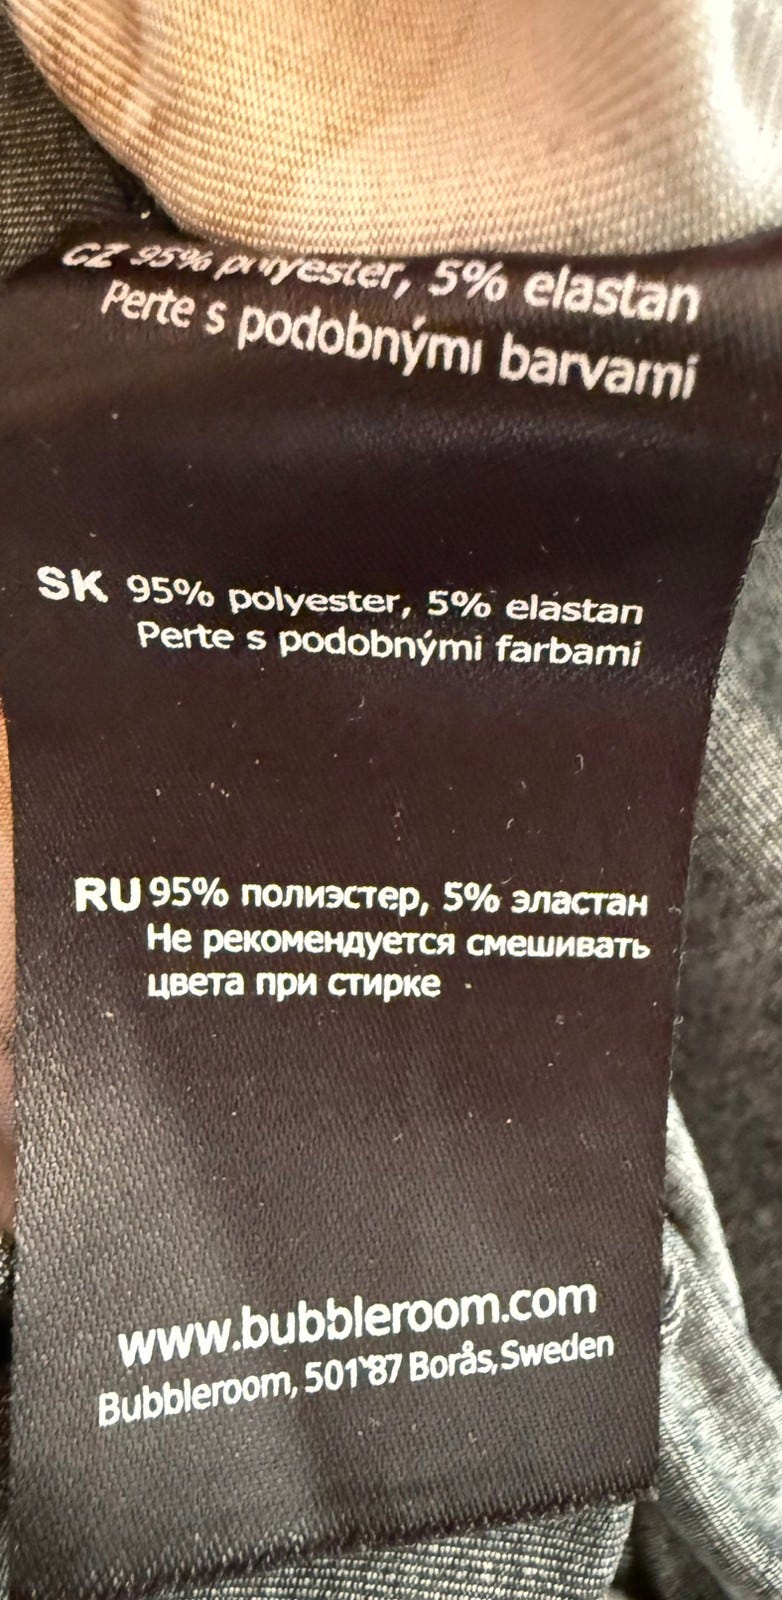 CZ 95% polyester, 5% elastan
Perte s podobnými barvami
SK 95% polyester, 5% elastan
Perte s podobnými farbami
RU 95% полиэстер, 5% эластан
Не рекомендуется смешивать
цвета при стирке
www.bubbleroom.com
Bubbleroom, 501 87 Borås, Sweden